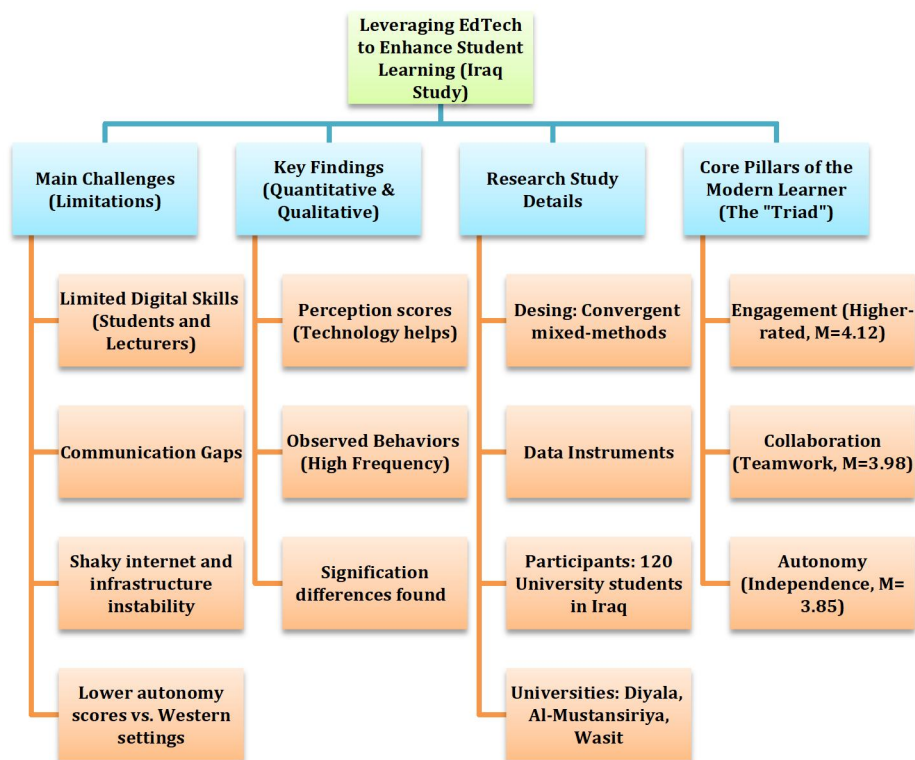 Leveraging EdTech
to Enhance Student
Learning (Iraq
Study)
Main Challenges
(Limitations)
Limited Digital Skills
(Students and
Lecturers)
Communication Gaps
Shaky internet and
infrastructure
instability
Lower autonomy
scores vs. Western
settings
Key Findings
(Quantitative &
Qualitative)
Perception scores
(Technology helps)
Observed Behaviors
(High Frequency)
Signification
differences found
Research Study
Details
Desing: Convergent
mixed-methods
Data Instruments
Participants: 120
University students
in Iraq
Universities: Diyala,
Al-Mustansiriya,
Wasit
Core Pillars of the
Modern Learner
(The "Triad")
Engagement (Higher-
rated, M=4.12)
Collaboration
(Teamwork, M=3.98)
Autonomy
(Independence, M=
3.85)